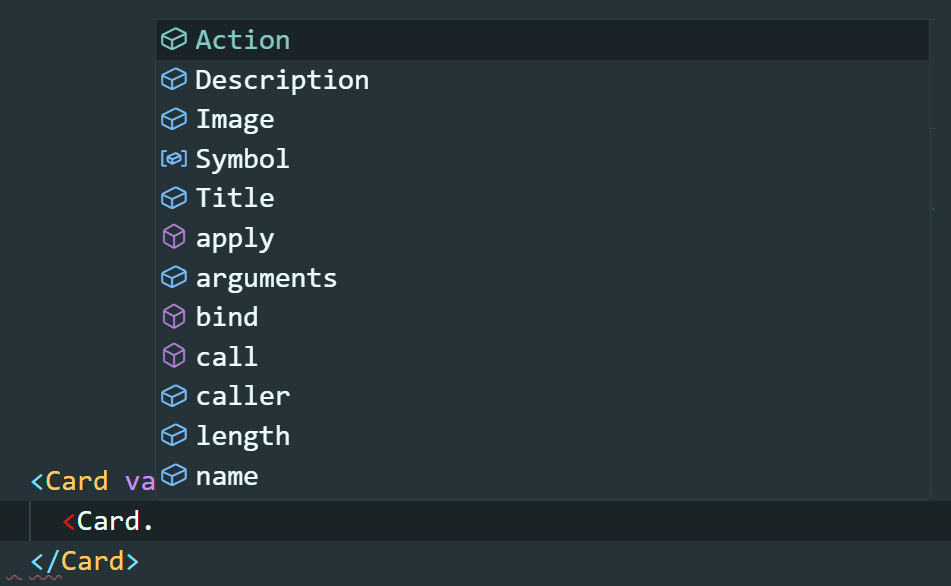 Action
Description
Image
Symbol
Title
apply
arguments
bind
call
caller
length
name
<Card va
<Card.
</Card>